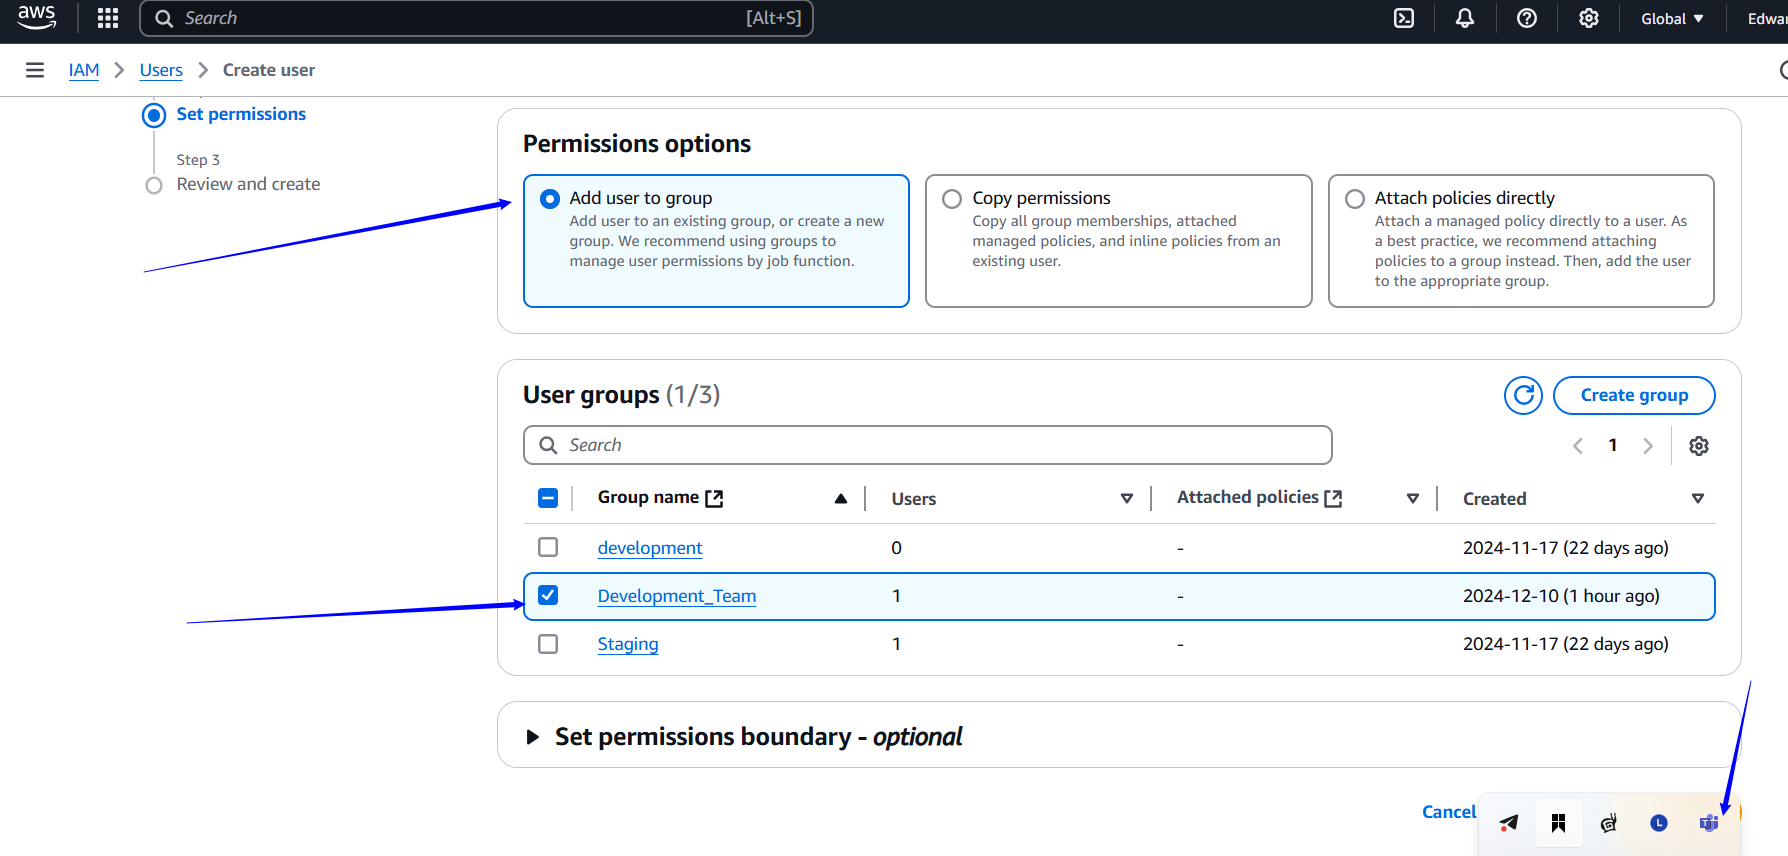 aws
Search
[Alt+S]
Global
IAM
Users
Create user
Set permissions
Step 3
Review and create
Permissions options
Add user to group
Add user to an existing group, or create a new
group. We recommend using groups to
manage user permissions by job function.
Copy permissions
Copy all group memberships, attached
managed policies, and inline policies from an
existing user.
Attach policies directly
Attach a managed policy directly to a user. As
a best practice, we recommend attaching
policies to a group instead. Then, add the user
to the appropriate group.
User groups (1/3)
Create group
Search
1
Group name Users Attached policies Created
development 0 - 2024-11-17 (22 days ago)
Development_Team 1 - 2024-12-10 (1 hour ago)
Staging 1 - 2024-11-17 (22 days ago)
Set permissions boundary - optional
Cancel
L